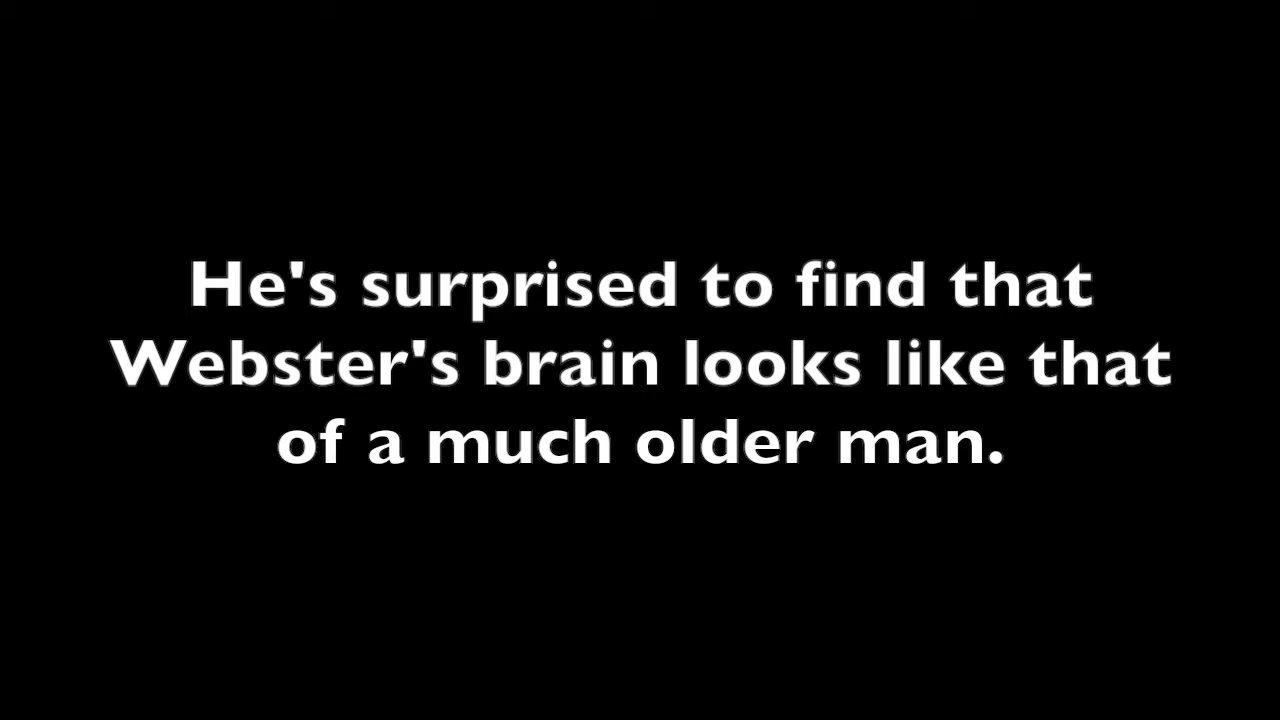 He's surprised to find that
Webster's brain looks like that
of a much older man.